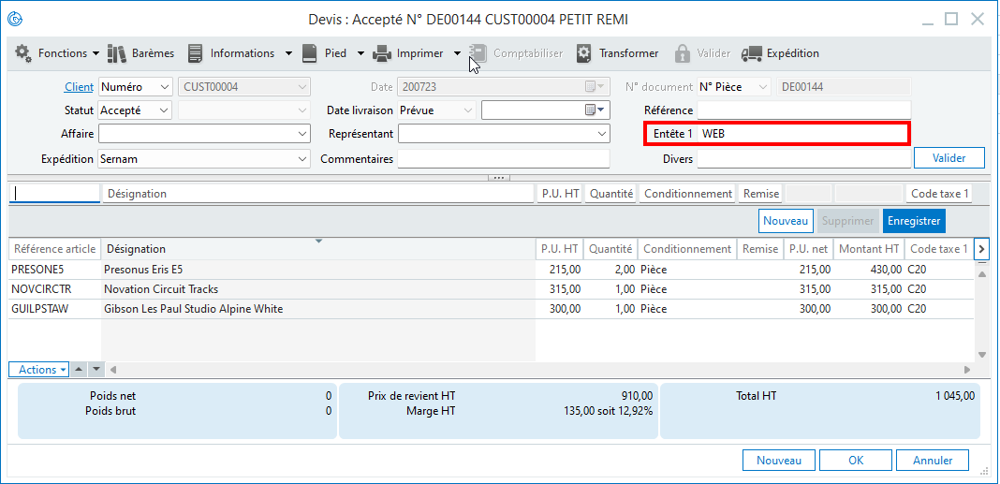 Devis : Accepté N° DE00144 CUST00004 PETIT REMI
Fonctions Barèmes Informations Pied Imprimer Comptabiliser Transformer Valider Expédition
Client Numéro CUST00004 Date 200723 N° document N° Pièce DE00144
Statut Accepté Date livraison Prévue Référence
Affaire Représentant Entête 1 WEB
Expédition Sernam Commentaires Divers Valider
Désignation P.U. HT Quantité Conditionnement Remise Code taxe 1
Nouveau Supprimer Enregistrer
Référence article Désignation P.U. HT Quantité Conditionnement Remise P.U. net Montant HT Code taxe 1
PRESONE5 Presonus Eris E5 215,00 2,00 Pièce 215,00 430,00 C20
NOVCIRCTR Novation Circuit Tracks 315,00 1,00 Pièce 315,00 315,00 C20
GUILPSTAW Gibson Les Paul Studio Alpine White 300,00 1,00 Pièce 300,00 300,00 C20
Actions
Poids net 0 Prix de revient HT 910,00 Total HT 1 045,00
Poids brut 0 Marge HT 135,00 soit 12,92%
Nouveau OK Annuler